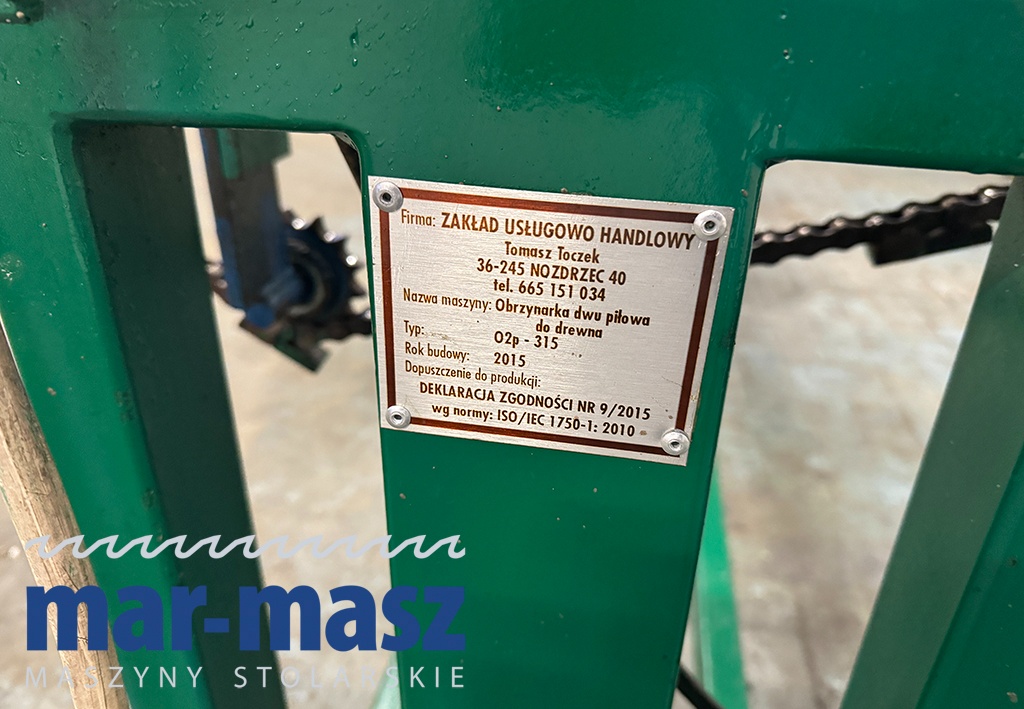 Firma: ZAKŁAD USŁUGOWO HANDLOWY
Tomasz Toczek
36-245 NOZDRZEC 40
tel. 665 151 034
Nazwa maszyny: Obrzynarka dwu piłowa
do drewna
Typ: O2p - 315
Rok budowy: 2015
Dopuszczenie do produkcji:
DEKLARACJA ZGODNOŚCI NR 9/2015
wg normy: ISO/IEC 1750-1: 2010
mar-masz
MASZYNY STOLARSKIE